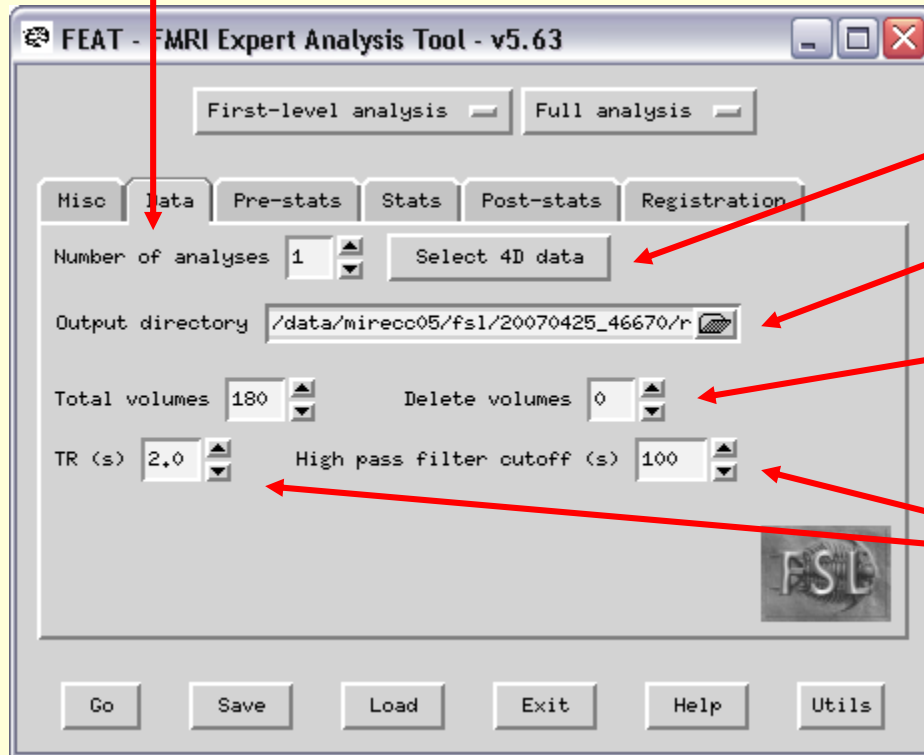 FEAT - FMRI Expert Analysis Tool - v5.63
First-level analysis Full analysis
Misc Data Pre-stats Stats Post-stats Registration
Number of analyses 1 Select 4D data
Output directory /data/mirecc05/fsl/20070425_46670/r
Total volumes 180 Delete volumes 0
TR (s) 2.0 High pass filter cutoff (s) 100
FSL
Go Save Load Exit Help Utils